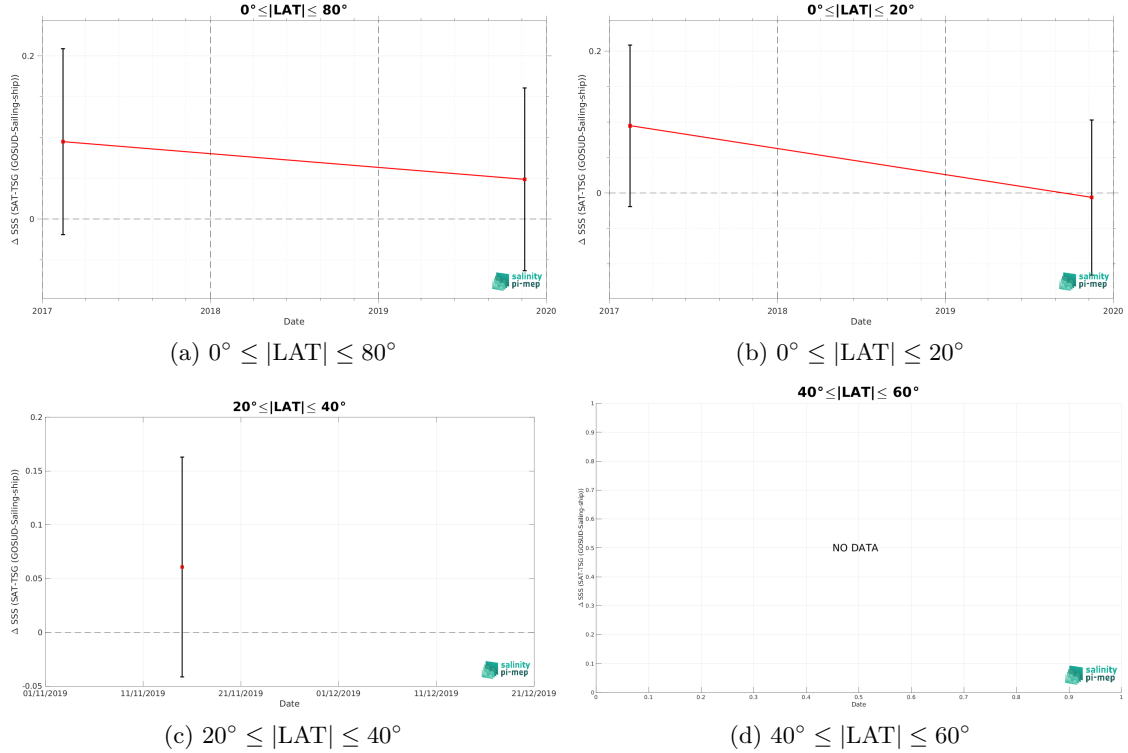 0°≤|LAT|≤ 80°
Δ SSS (SAT-TSG (GOSUD-Sailing-ship))
0.2
0
2017 2018 2019 2020
Date
salinity
pi-mep
(a) 0° ≤ |LAT| ≤ 80°
0°≤|LAT|≤ 20°
Δ SSS (SAT-TSG (GOSUD-Sailing-ship))
0.2
0
2017 2018 2019 2020
Date
salinity
pi-mep
(b) 0° ≤ |LAT| ≤ 20°
20°≤|LAT|≤ 40°
Δ SSS (SAT-TSG (GOSUD-Sailing-ship))
0.2
0.15
0.1
0.05
0
-0.05
01/11/2019 11/11/2019 21/11/2019 01/12/2019 11/12/2019 21/12/2019
Date
salinity
pi-mep
(c) 20° ≤ |LAT| ≤ 40°
40°≤|LAT|≤ 60°
Δ SSS (SAT-TSG (GOSUD-Sailing-ship))
1
0.9
0.8
0.7
0.6
0.5
0.4
0.3
0.2
0.1
0
NO DATA
0 0.1 0.2 0.3 0.4 0.5 0.6 0.7 0.8 0.9 1
Date
salinity
pi-mep
(d) 40° ≤ |LAT| ≤ 60°